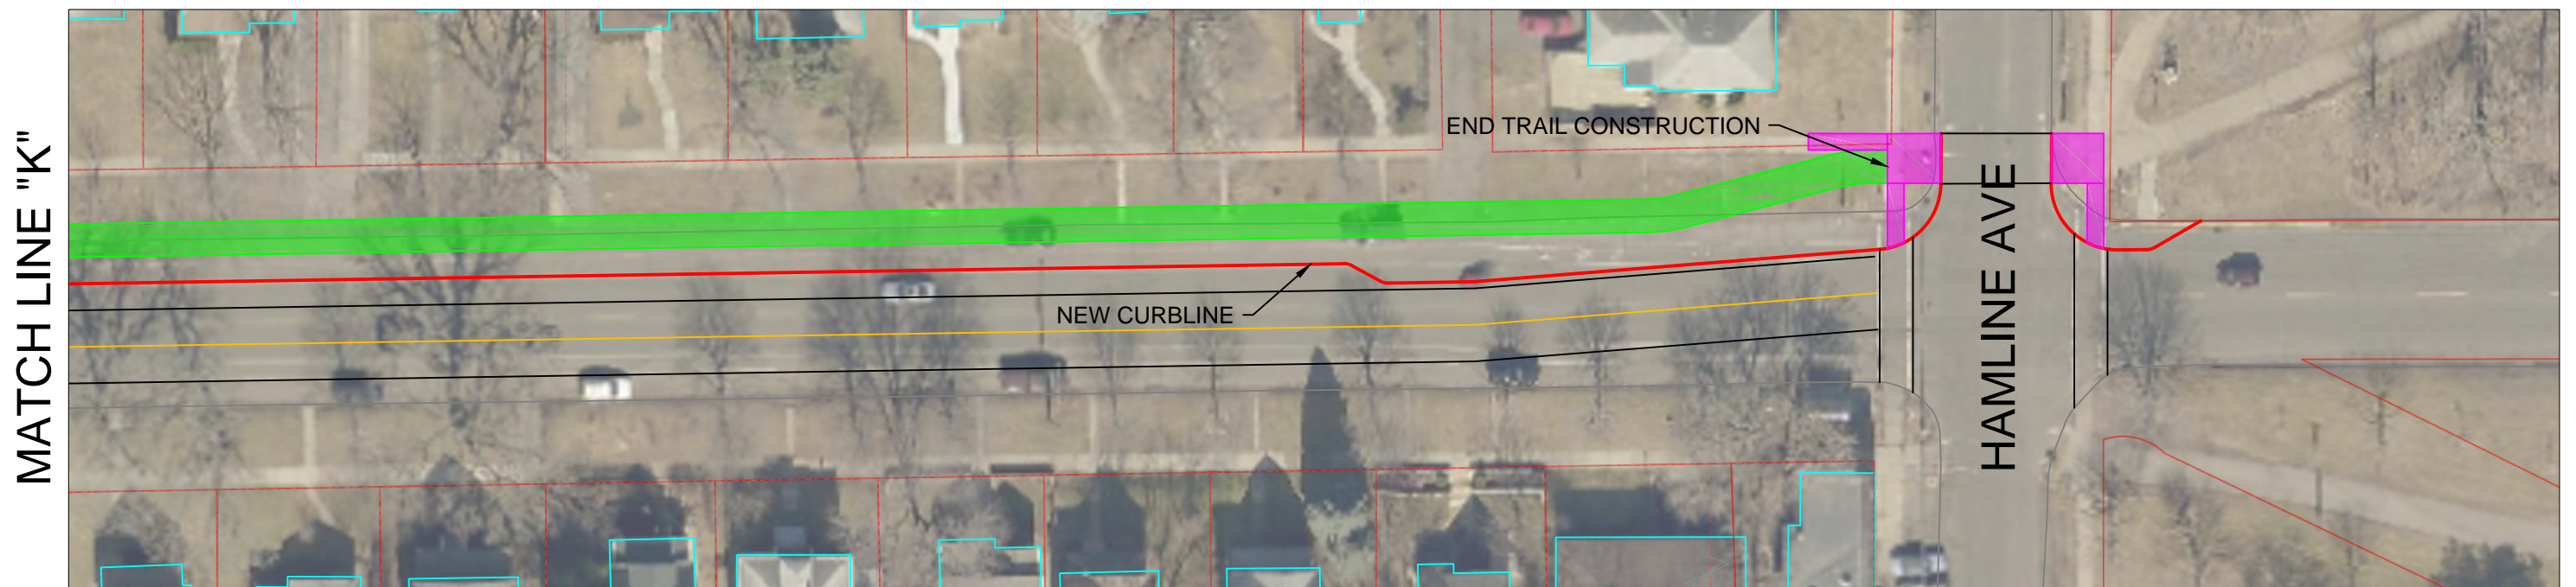 MATCH LINE "K"
END TRAIL CONSTRUCTION
NEW CURBLINE
HAMLINE AVE